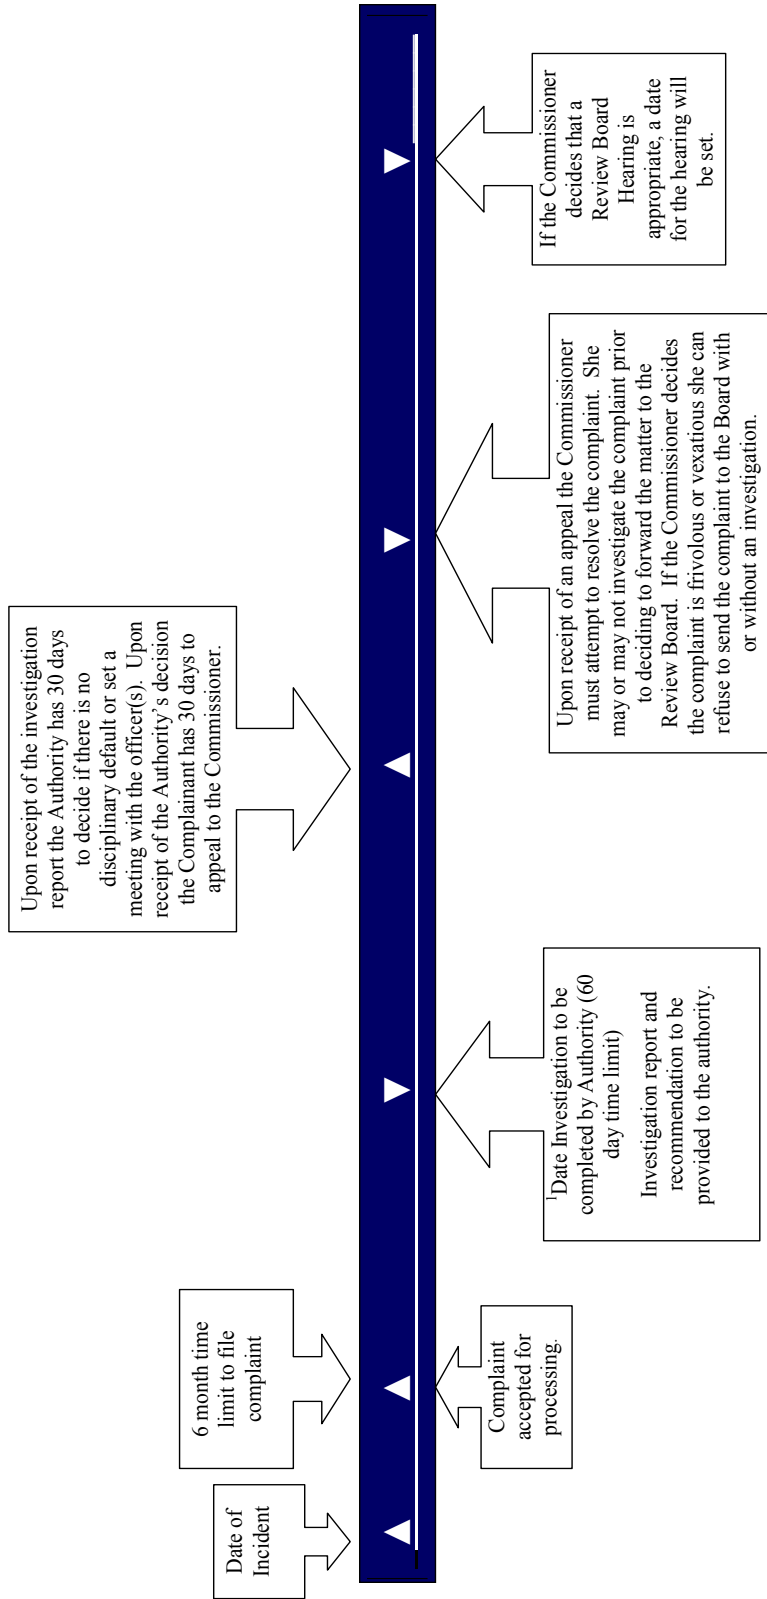 Date of
Incident
6 month time
limit to file
complaint
Complaint
accepted for
processing.
1Date Investigation to be
completed by Authority (60
day time limit)
Investigation report and
recommendation to be
provided to the authority.
Upon receipt of the investigation
report the Authority has 30 days
to decide if there is no
disciplinary default or set a
meeting with the officer(s). Upon
receipt of the Authority's decision
the Complainant has 30 days to
appeal to the Commissioner.
Upon receipt of an appeal the Commissioner
must attempt to resolve the complaint. She
may or may not investigate the complaint prior
to deciding to forward the matter to the
Review Board. If the Commissioner decides
the complaint is frivolous or vexatious she can
refuse to send the complaint to the Board with
or without an investigation.
If the Commissioner
decides that a
Review Board
Hearing is
appropriate, a date
for the hearing will
be set.